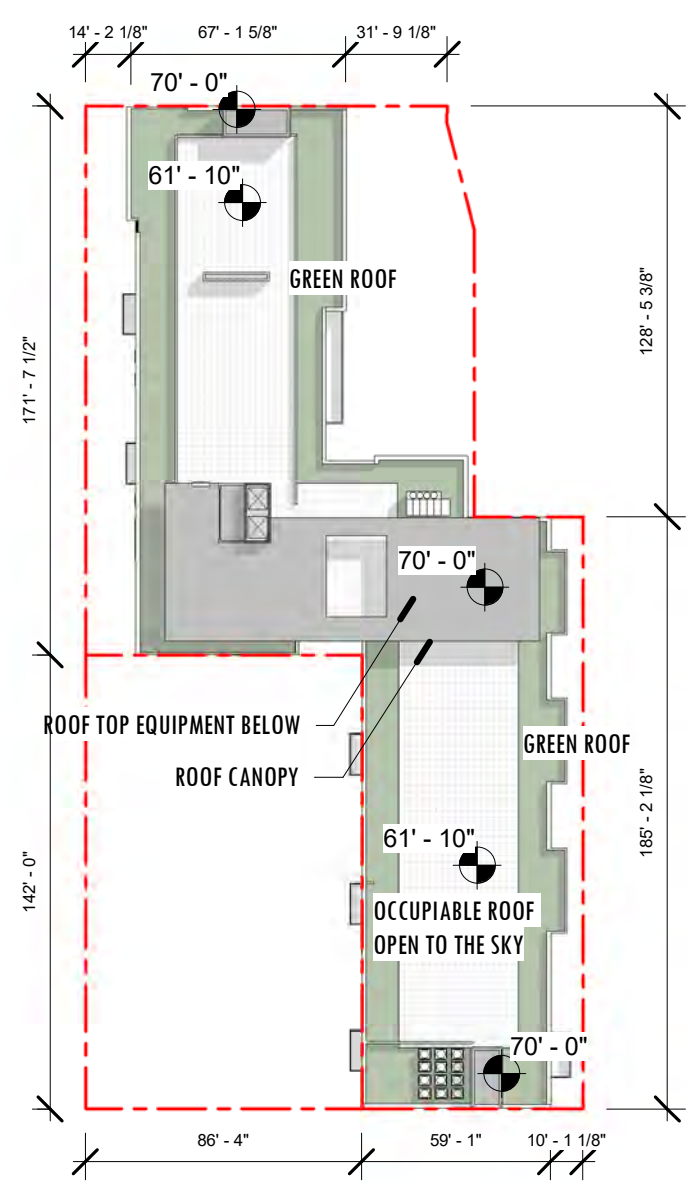 14' - 2 1/8"
67' - 1 5/8"
31' - 9 1/8"
70' - 0"
61' - 10"
GREEN ROOF
171' - 7 1/2"
128' - 5 3/8"
70' - 0"
ROOF TOP EQUIPMENT BELOW
GREEN ROOF
ROOF CANOPY
185' - 2 1/8"
61' - 10"
142' - 0"
OCCUPIABLE ROOF
OPEN TO THE SKY
70' - 0"
86' - 4"
59' - 1"
10' - 1 1/8"